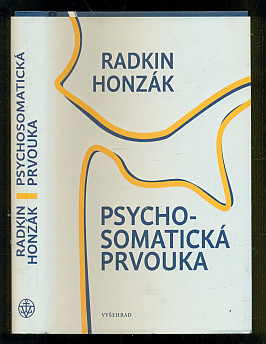 RADKIN
HONZÁK
PSYCHOSOMATICKÁ
PRVOUKA
RADKIN
HONZÁK
PSYCHO-
SOMATICKÁ
PRVOUKA
VYŠEHRAD